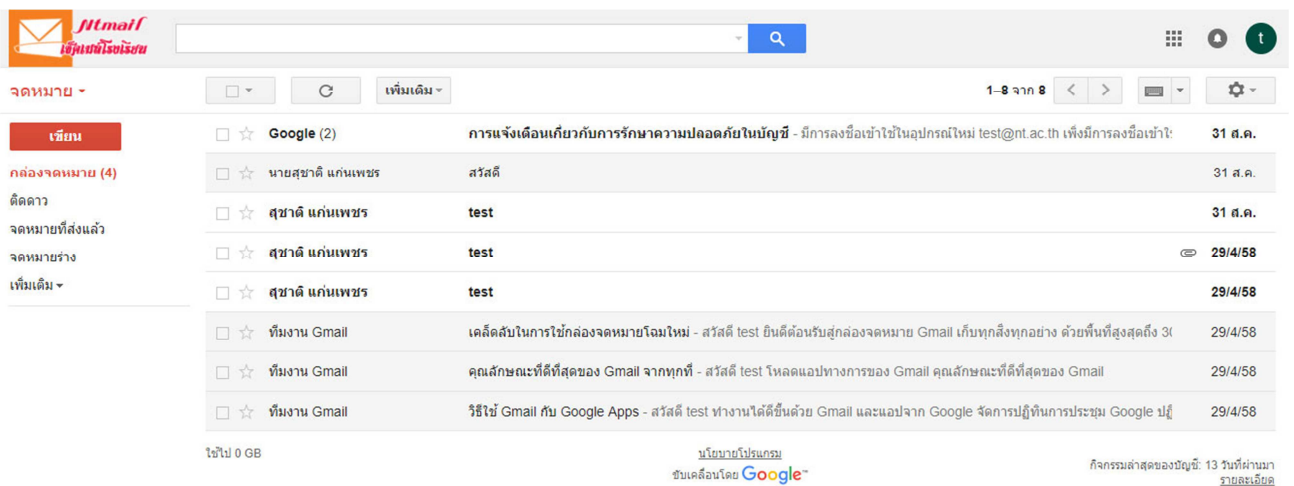 Ntmail
t
จดหมาย
เพิ่มเติม
1–8 จาก 8
เขียน
กล่องจดหมาย (4)
ติดดาว
จดหมายที่ส่งแล้ว
จดหมายร่าง
เพิ่มเติม
Google (2) การแจ้งเตือนเกี่ยวกับการรักษาความปลอดภัยในบัญชี - มีการลงชื่อเข้าใช้ในอุปกรณ์ใหม่ test@nt.ac.th เพิ่งมีการลงชื่อเข้าใ 31 ส.ค.
นายสุชาติ แก่นเพชร สวัสดี 31 ส.ค.
สุชาติ แก่นเพชร test 31 ส.ค.
สุชาติ แก่นเพชร test 29/4/58
สุชาติ แก่นเพชร test 29/4/58
ทีมงาน Gmail เคล็ดลับในการใช้กล่องจดหมายโฉมใหม่ - สวัสดี test ยินดีต้อนรับสู่กล่องจดหมาย Gmail เก็บทุกสิ่งทุกอย่าง ด้วยพื้นที่สูงสุดถึง 30 29/4/58
ทีมงาน Gmail คุณลักษณะที่ดีที่สุดของ Gmail จากทุกที่ - สวัสดี test โหลดแอปทางการของ Gmail คุณลักษณะที่ดีที่สุดของ Gmail 29/4/58
ทีมงาน Gmail วิธีใช้ Gmail กับ Google Apps - สวัสดี test ทำงานได้ดีขึ้นด้วย Gmail และแอปจาก Google จัดการปฏิทินการประชุม Google ปฏิ 29/4/58
ใช้ไป 0 GB
นโยบายโปรแกรม
ขับเคลื่อนโดย Google™
กิจกรรมล่าสุดของบัญชี: 13 วันที่ผ่านมา
รายละเอียด